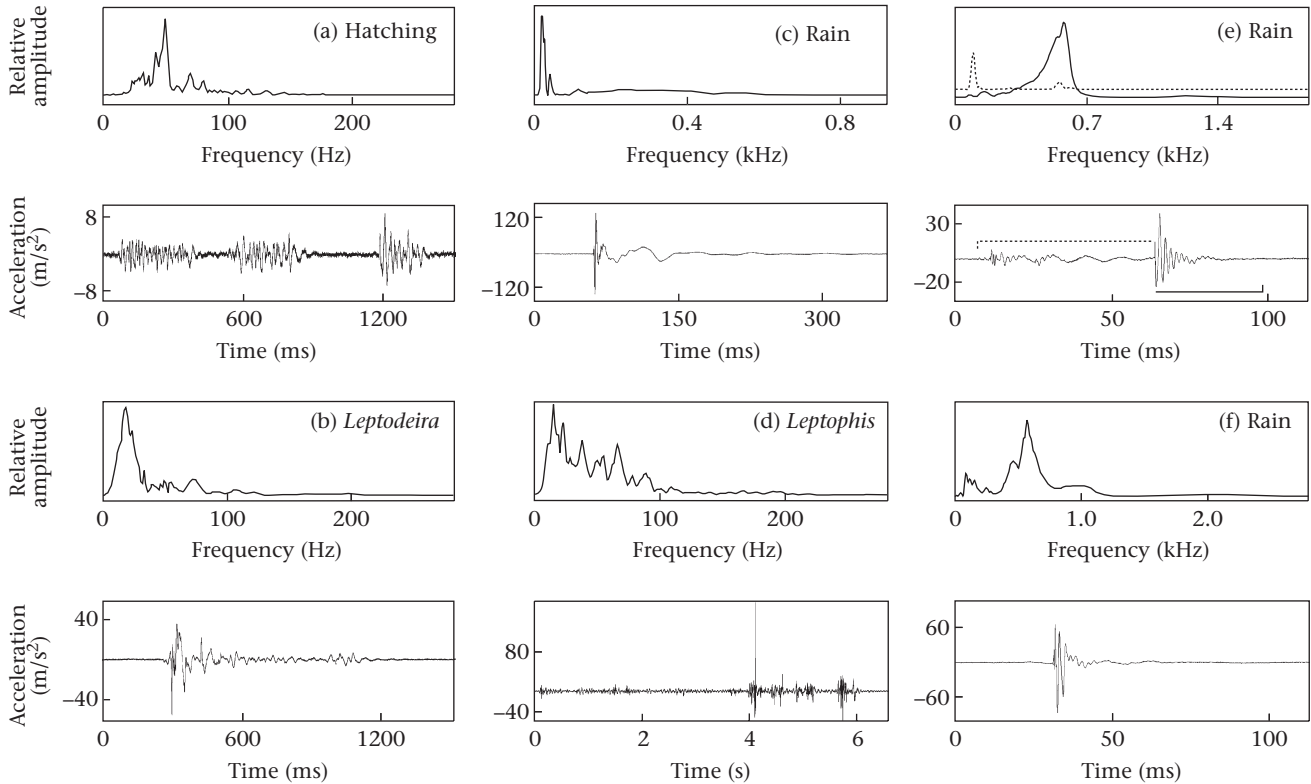 Relative
amplitude
(a) Hatching
0
100
200
Frequency (Hz)
(c) Rain
0
0.4
0.8
Frequency (kHz)
(e) Rain
0
0.7
1.4
Frequency (kHz)
Acceleration
(m/s²)
8
–8
0
600
1200
Time (ms)
120
–120
0
150
300
Time (ms)
30
–20
0
50
100
Time (ms)
Relative
amplitude
(b) Leptodeira
0
100
200
Frequency (Hz)
(d) Leptophis
0
100
200
Frequency (Hz)
(f) Rain
0
1.0
2.0
Frequency (kHz)
Acceleration
(m/s²)
40
–40
0
600
1200
Time (ms)
80
–40
0
2
4
6
Time (s)
60
–60
0
50
100
Time (ms)